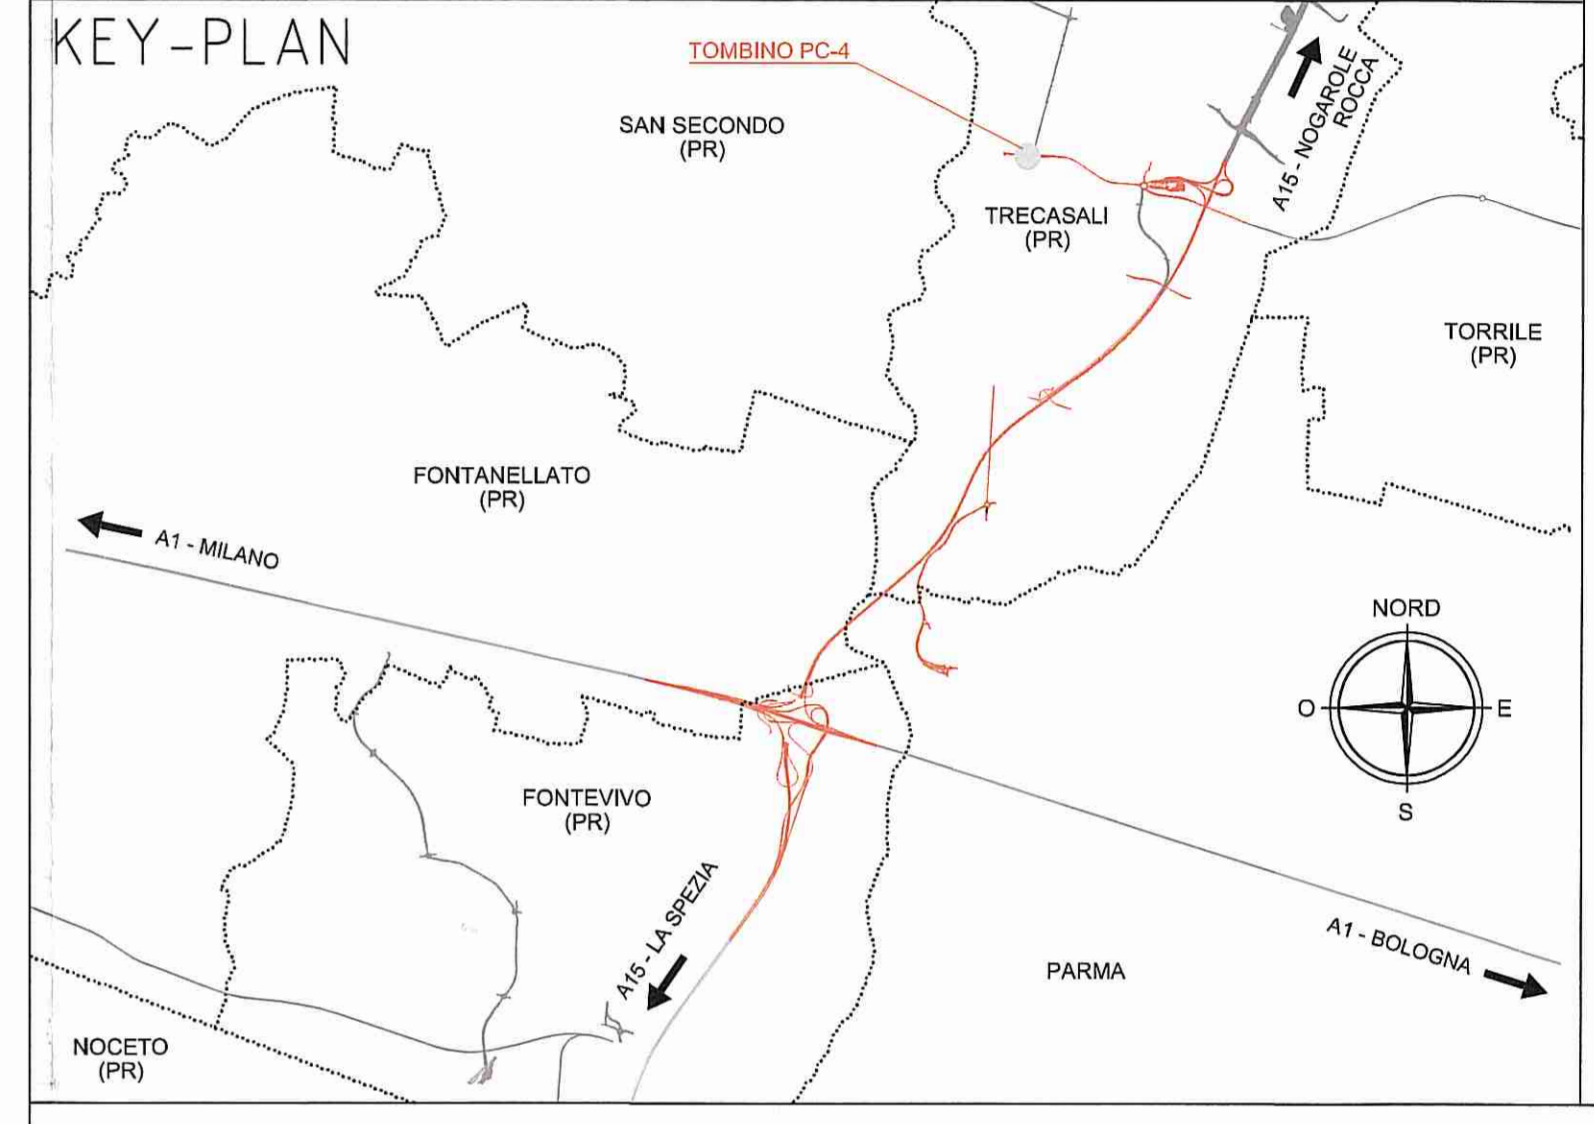 KEY-PLAN
TOMBINO PC-4
SAN SECONDO
(PR)
A15 - NOGAROLE
ROCCA
TRECASALI
(PR)
TORRILE
(PR)
FONTANELLATO
(PR)
A1 - MILANO
NORD
O
E
S
FONTEVIVO
(PR)
A15 - LA SPEZIA
A1 - BOLOGNA
PARMA
NOCETO
(PR)